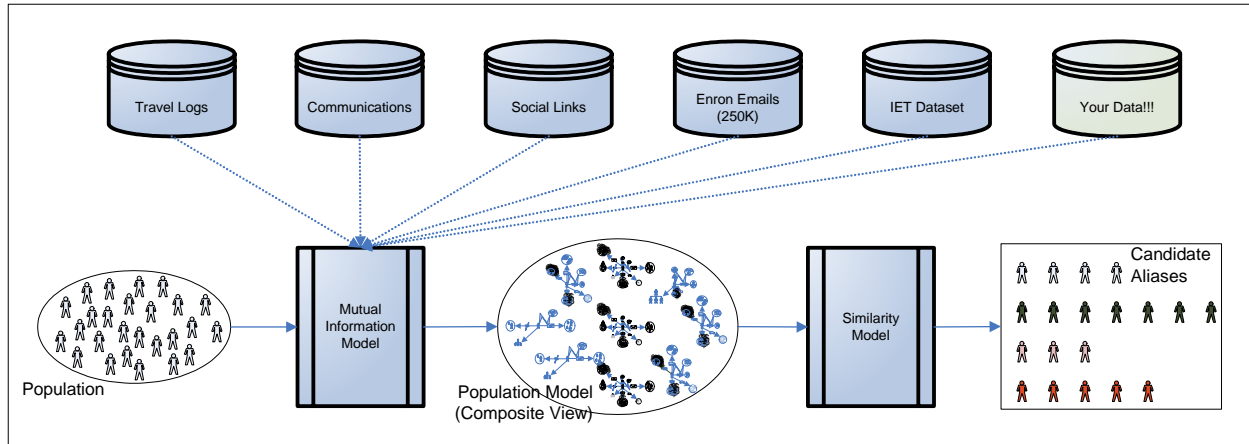 Travel Logs
Communications
Social Links
Enron Emails
(250K)
IET Dataset
Your Data!!!
Population
Mutual
Information
Model
Population Model
(Composite View)
Similarity
Model
Candidate
Aliases